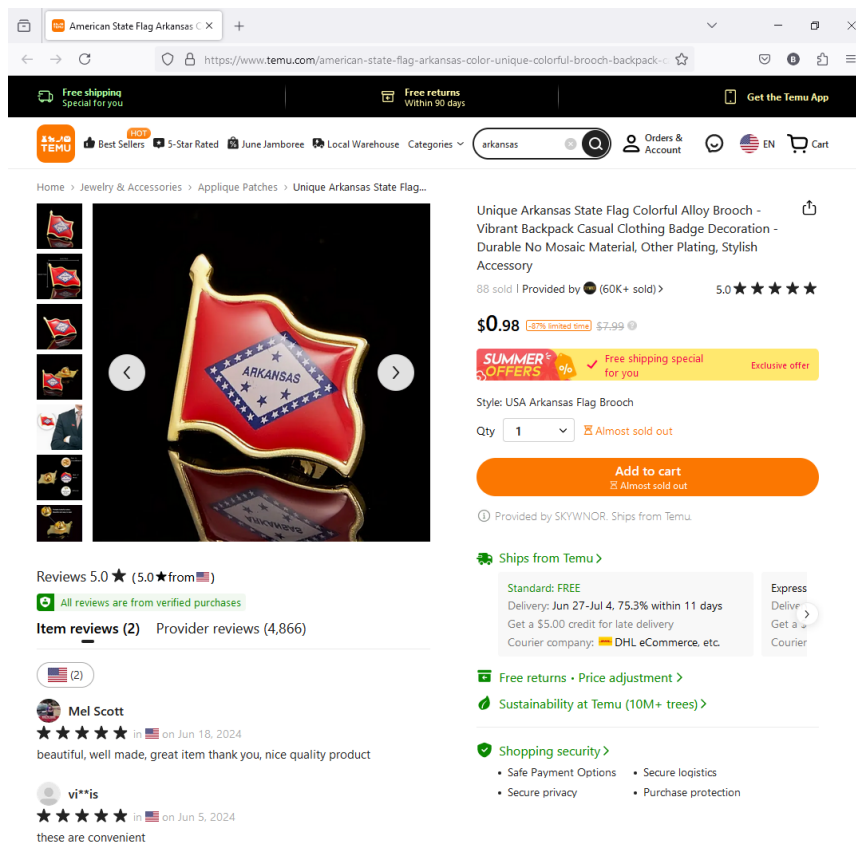 American State Flag Arkansas C
https://www.temu.com/american-state-flag-arkansas-color-unique-colorful-brooch-backpack-c
B
Free shipping
Special for you
Free returns
Within 90 days
Get the Temu App
TEMU
HOT
Best Sellers
5-Star Rated
June Jamboree
Local Warehouse
Categories
arkansas
Orders &
Account
EN
Cart
Home › Jewelry & Accessories › Applique Patches › Unique Arkansas State Flag...
ARKANSAS
Unique Arkansas State Flag Colorful Alloy Brooch -
Vibrant Backpack Casual Clothing Badge Decoration -
Durable No Mosaic Material, Other Plating, Stylish
Accessory
88 sold | Provided by (60K+ sold) 5.0
$0.98 -87% limited time $7.99
SUMMER
OFFERS %
Free shipping special
for you
Exclusive offer
Style: USA Arkansas Flag Brooch
Qty 1 Almost sold out
Add to cart
Almost sold out
Provided by SKYWNOR. Ships from Temu.
Ships from Temu
Standard: FREE
Delivery: Jun 27-Jul 4, 75.3% within 11 days
Get a $5.00 credit for late delivery
Courier company: DHL eCommerce, etc.
Express
Delive
Get a $
Courier
Free returns • Price adjustment
Sustainability at Temu (10M+ trees)
Shopping security
• Safe Payment Options • Secure logistics
• Secure privacy • Purchase protection
Reviews 5.0 ★ (5.0★from )
All reviews are from verified purchases
Item reviews (2) Provider reviews (4,866)
(2)
Mel Scott
★★★★★ in on Jun 18, 2024
beautiful, well made, great item thank you, nice quality product
vi**is
★★★★★ in on Jun 5, 2024
these are convenient